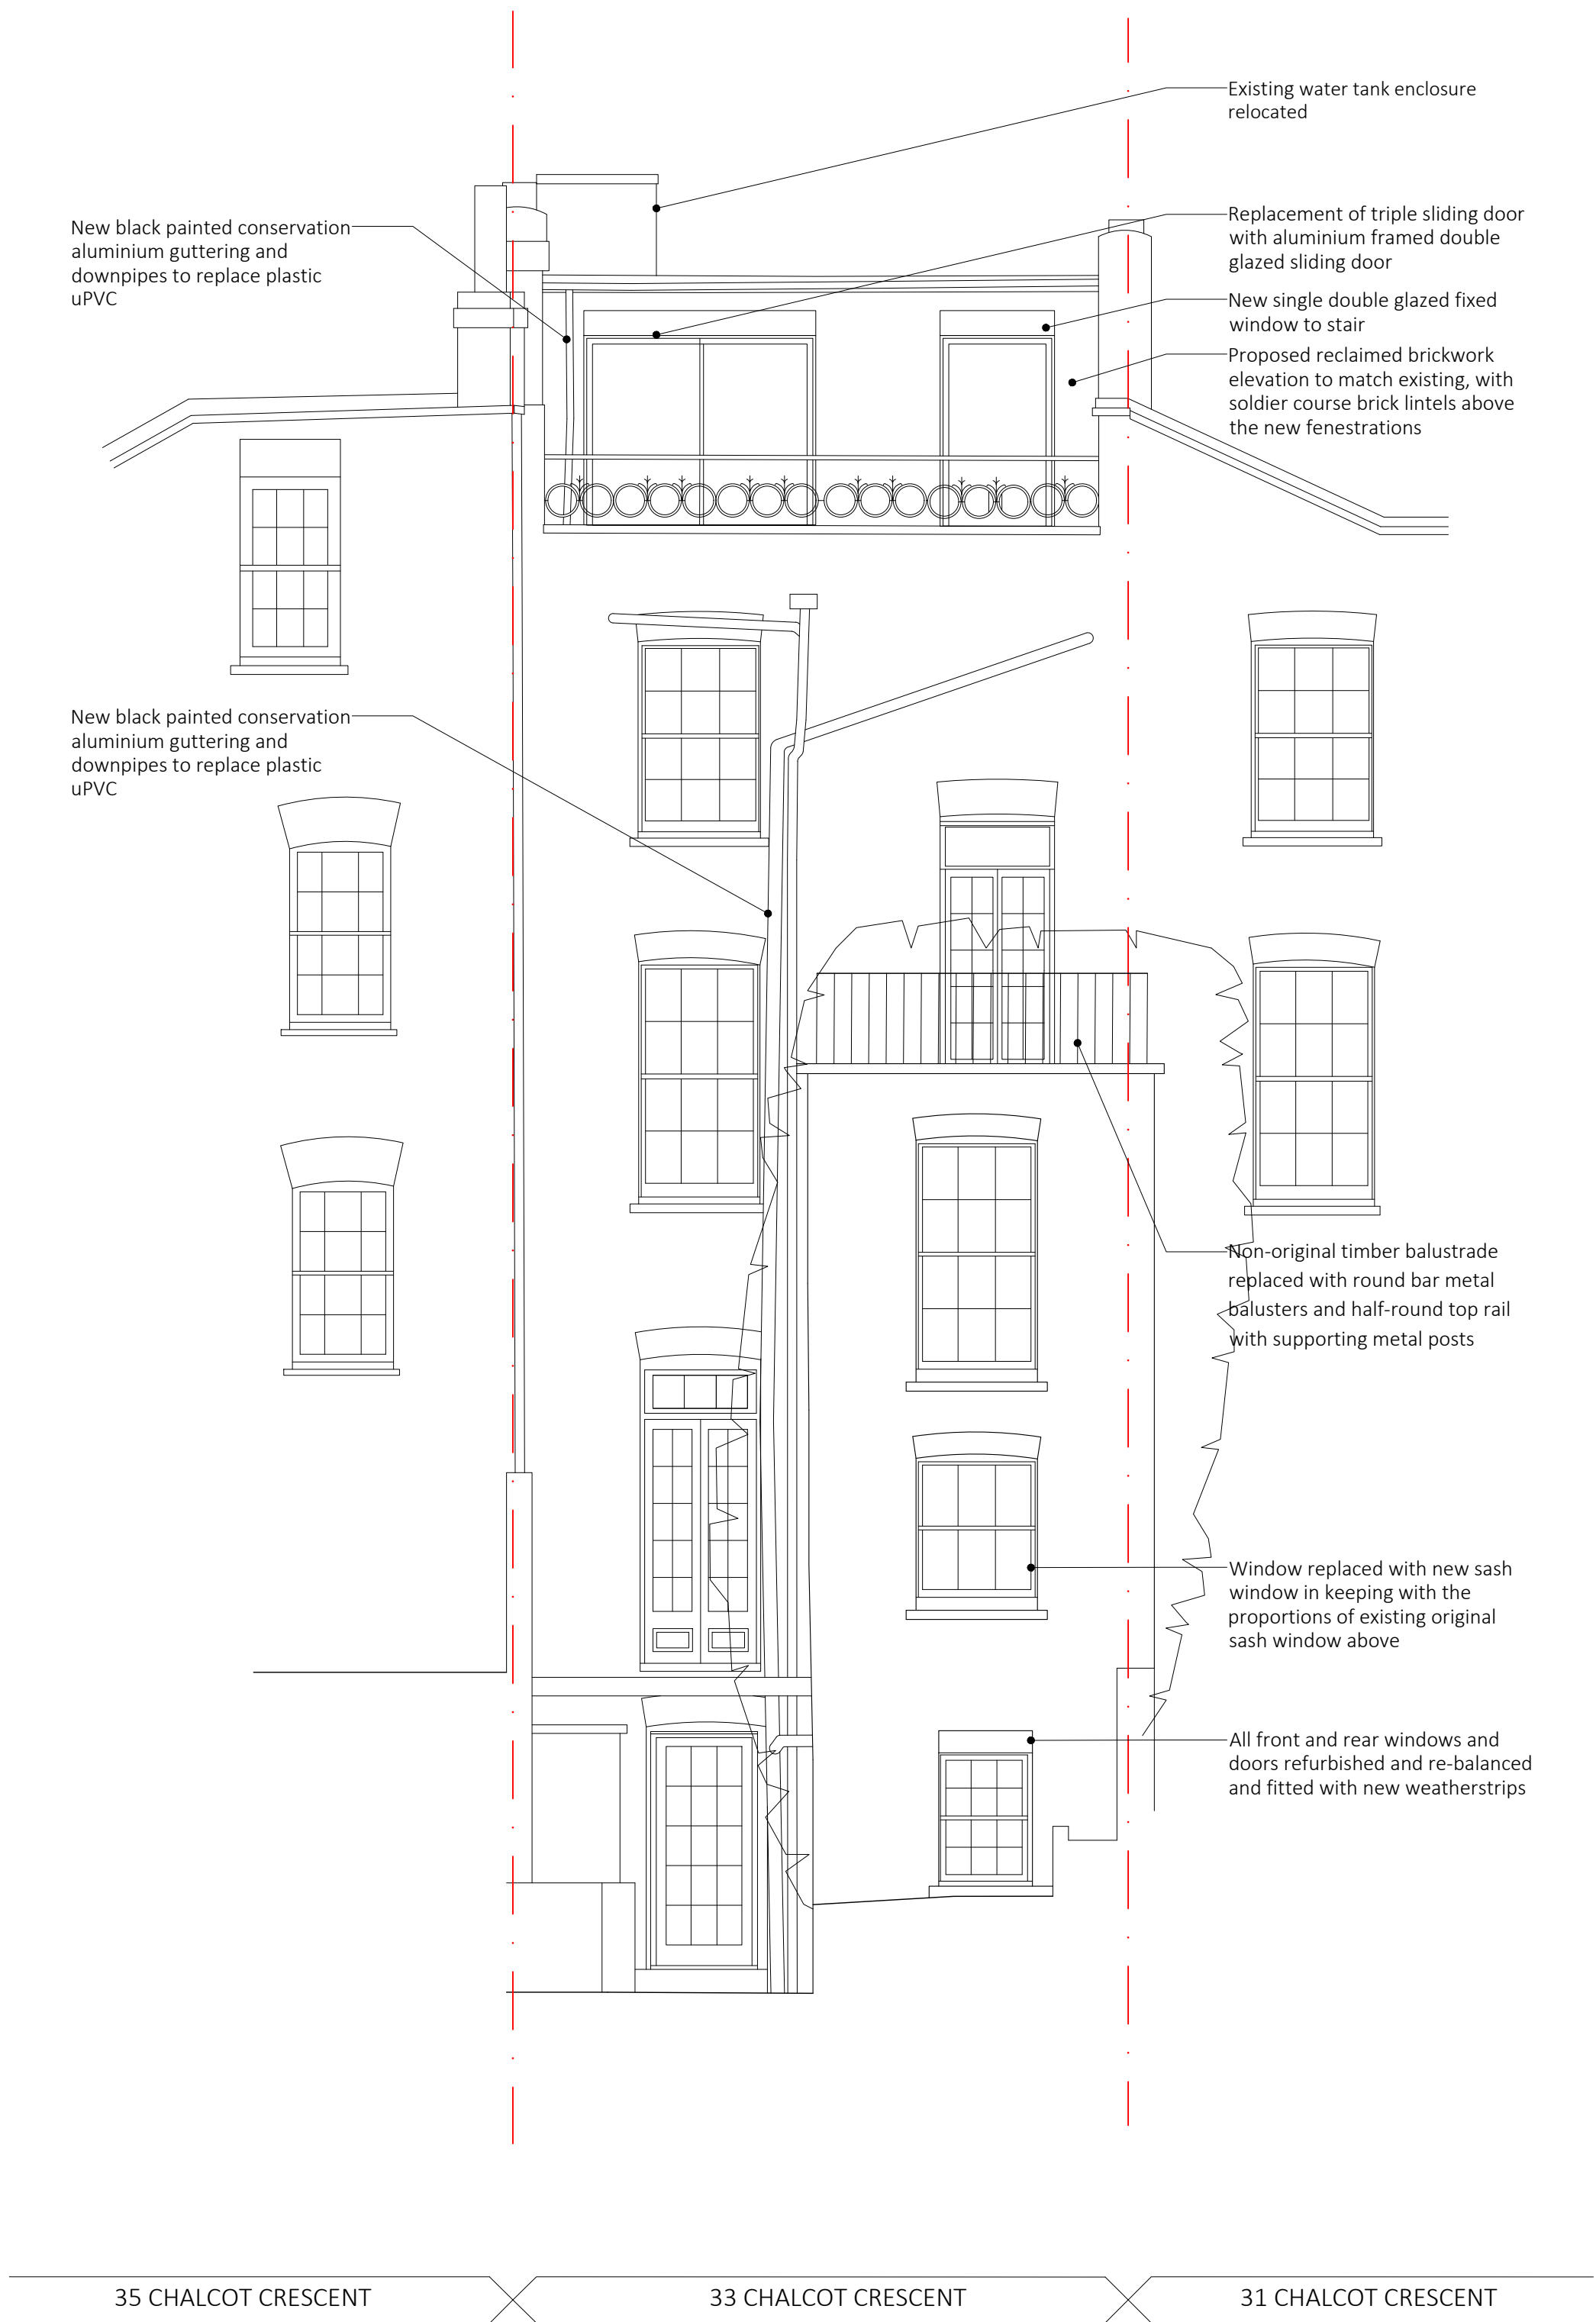 Existing water tank enclosure
relocated
New black painted conservation
aluminium guttering and
downpipes to replace plastic
uPVC
Replacement of triple sliding door
with aluminium framed double
glazed sliding door
New single double glazed fixed
window to stair
Proposed reclaimed brickwork
elevation to match existing, with
soldier course brick lintels above
the new fenestrations
New black painted conservation
aluminium guttering and
downpipes to replace plastic
uPVC
Non-original timber balustrade
replaced with round bar metal
balusters and half-round top rail
with supporting metal posts
Window replaced with new sash
window in keeping with the
proportions of existing original
sash window above
All front and rear windows and
doors refurbished and re-balanced
and fitted with new weatherstrips
35 CHALCOT CRESCENT
33 CHALCOT CRESCENT
31 CHALCOT CRESCENT